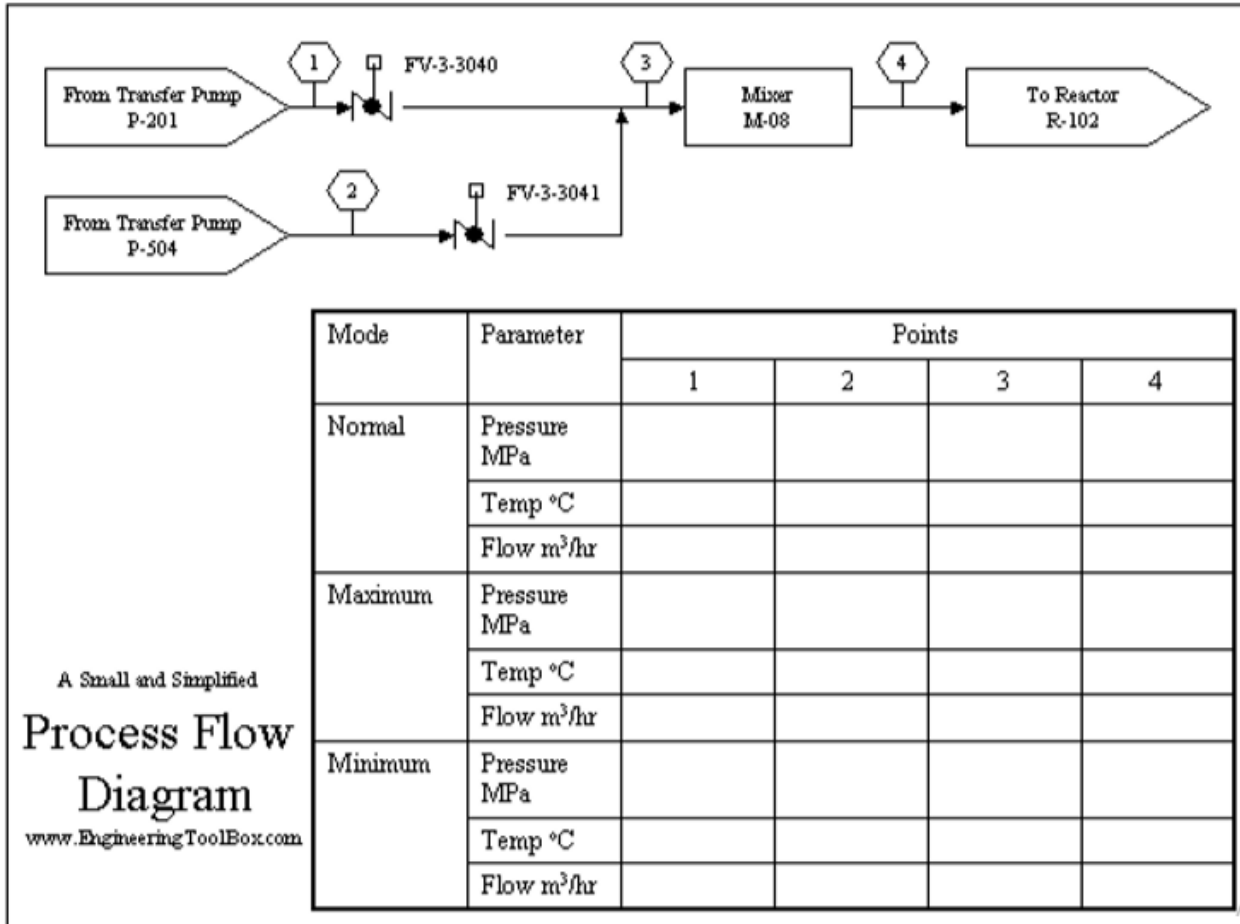 1
FV-3-3040
3
4
From Transfer Pump
P-201
Mixer
M-08
To Reactor
R-102
2
FV-3-3041
From Transfer Pump
P-504
Mode Parameter Points
1 2 3 4
Normal Pressure
MPa
Temp °C
Flow m³/hr
Maximum Pressure
MPa
Temp °C
Flow m³/hr
Minimum Pressure
MPa
Temp °C
Flow m³/hr
A Small and Simplified
Process Flow
Diagram
www.EngineeringToolBox.com